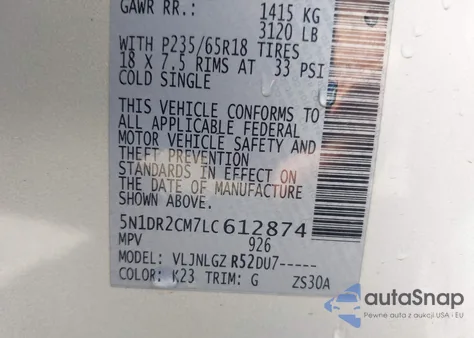 GAWR RR.: 1415 KG
3120 LB
WITH P235/65R18 TIRES
18 X 7.5 RIMS AT 33 PSI
COLD SINGLE
THIS VEHICLE CONFORMS TO
ALL APPLICABLE FEDERAL
MOTOR VEHICLE SAFETY AND
THEFT PREVENTION
STANDARDS IN EFFECT ON
THE DATE OF MANUFACTURE
SHOWN ABOVE.
5N1DR2CM7LC612874
MPV 926
MODEL: VLJNLGZ R52DU7-----
COLOR: K23 TRIM: G ZS30A
autoSnap
Pewne auta z aukcji USA i EU